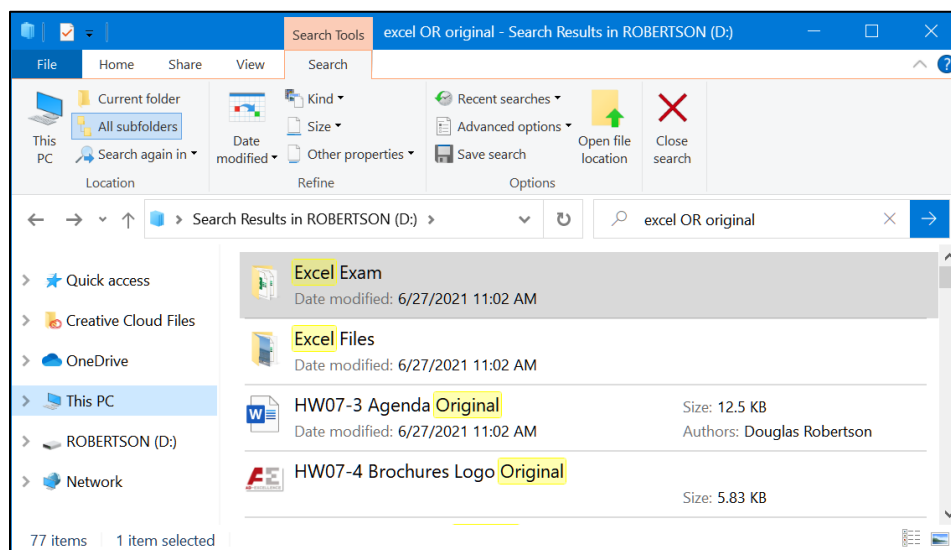 Search Tools excel OR original - Search Results in ROBERTSON (D:)
File Home Share View Search
This PC
Current folder
All subfolders
Search again in
Location
Date modified
Kind
Size
Other properties
Refine
Recent searches
Advanced options
Save search
Options
Open file location
Close search
Search Results in ROBERTSON (D:)
excel OR original
Quick access
Creative Cloud Files
OneDrive
This PC
ROBERTSON (D:)
Network
Excel Exam
Date modified: 6/27/2021 11:02 AM
Excel Files
Date modified: 6/27/2021 11:02 AM
HW07-3 Agenda Original
Size: 12.5 KB
Date modified: 6/27/2021 11:02 AM
Authors: Douglas Robertson
HW07-4 Brochures Logo Original
Size: 5.83 KB
77 items 1 item selected